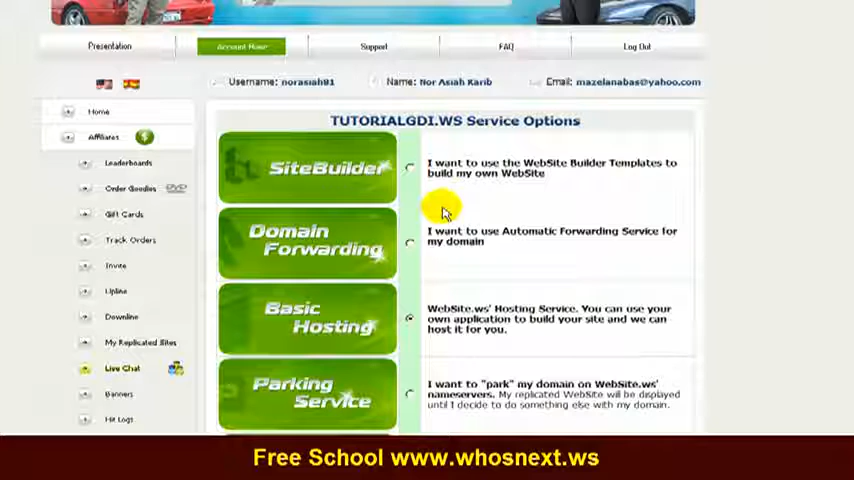 Presentation
Account Home
Support
FAQ
Log Out
Username: norasiah81 Name: Nor Asiah Karib Email: mazelanabas@yahoo.com
Home
Affiliates $
Leaderboards
Order Goodies DVD
Gift Cards
Track Orders
Invite
Upline
Downline
My Replicated Sites
Live Chat
Banners
Hit Logs
TUTORIALGDI.WS Service Options
SiteBuilder
I want to use the WebSite Builder Templates to
build my own WebSite
Domain
Forwarding
I want to use Automatic Forwarding Service for
my domain
Basic
Hosting
WebSite.ws' Hosting Service. You can use your
own application to build your site and we can
host it for you.
Parking
Service
I want to "park" my domain on WebSite.ws'
nameservers. My replicated WebSite will be displayed
until I decide to do something else with my domain.
Free School www.whosnext.ws